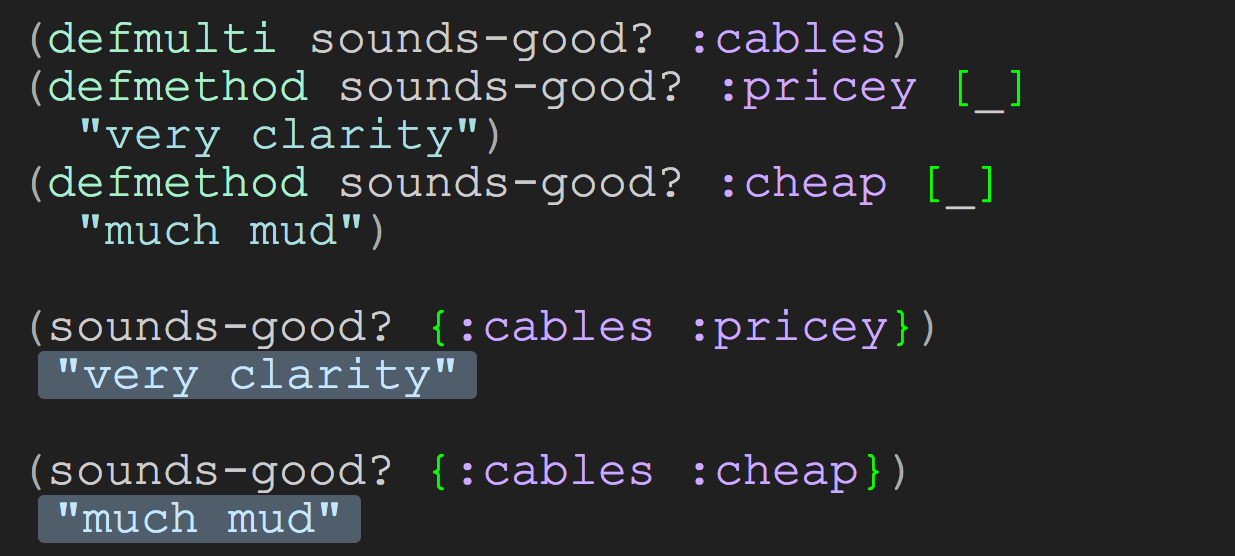 (defmulti sounds-good? :cables)
(defmethod sounds-good? :pricey [_]
"very clarity")
(defmethod sounds-good? :cheap [_]
"much mud")
(sounds-good? {:cables :pricey})
"very clarity"
(sounds-good? {:cables :cheap})
"much mud"